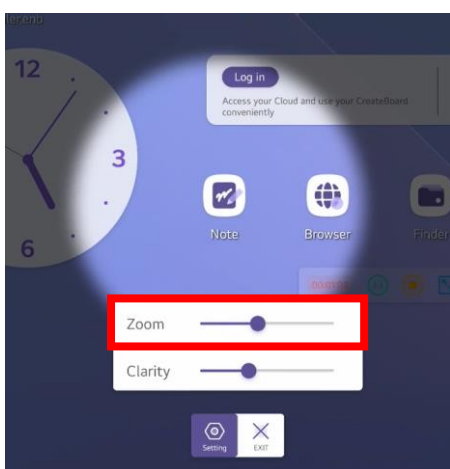 12
Log in
Access your Cloud and use your CreateBoard
conveniently
3
6
Note
Browser
Finder
Zoom
Clarity
Setting
EXIT